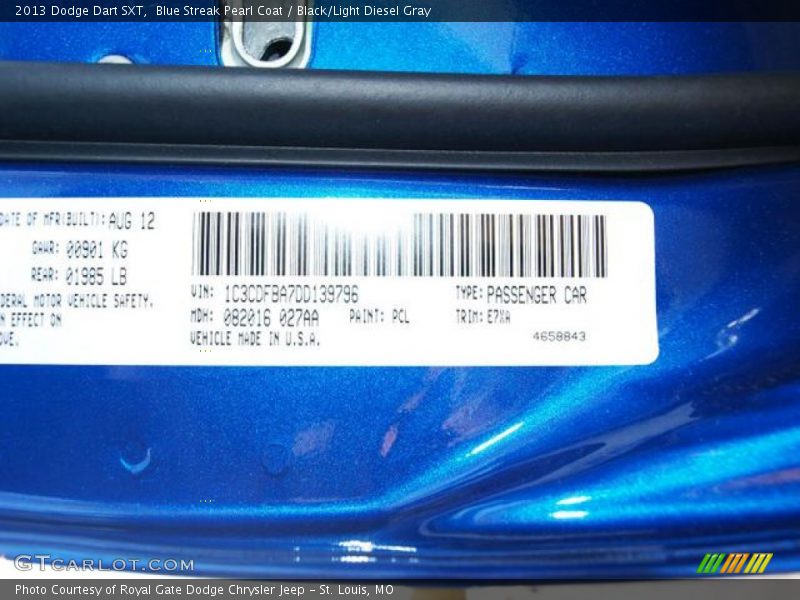 2013 Dodge Dart SXT,  Blue Streak Pearl Coat / Black/Light Diesel Gray
DATE OF MFR(BUILT): AUG 12
GAWR: 00901 KG
REAR: 01985 LB
DERAL MOTOR VEHICLE SAFETY.
N EFFECT ON
OVE.
VIN: 1C3CDFBA7DD139796
TYPE: PASSENGER CAR
MDH: 082016 027AA
PAINT: PCL
TRIM: E7XA
VEHICLE MADE IN U.S.A.
4658843
GTCARLOT.COM
Photo Courtesy of Royal Gate Dodge Chrysler Jeep - St. Louis, MO